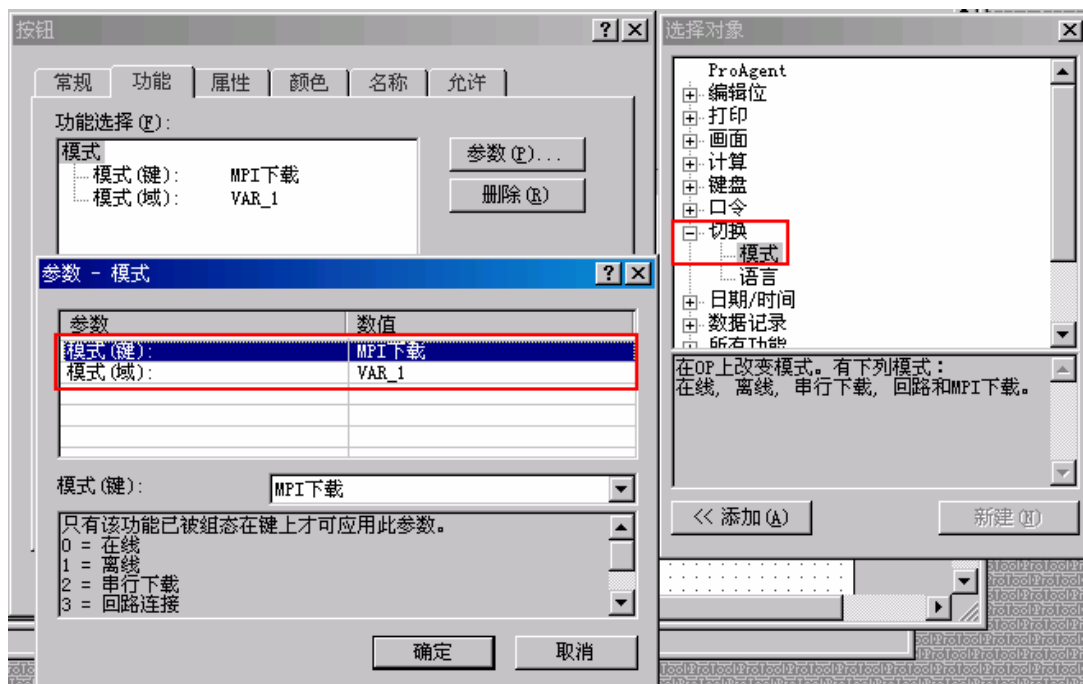 按钮
常规 功能 属性 颜色 名称 允许
功能选择(F):
模式
模式(键): MPI下载
模式(域): VAR_1
参数(P)...
删除(R)
参数 - 模式
参数 数值
模式(键): MPI下载
模式(域): VAR_1
模式(键): MPI下载
只有该功能已被组态在键上才可应用此参数。
0 = 在线
1 = 离线
2 = 串行下载
3 = 回路连接
确定 取消
选择对象
ProAgent
编辑位
打印
画面
计算
键盘
口令
切换
模式
语言
日期/时间
数据记录
所有功能
在OP上改变模式。有下列模式：
在线, 离线, 串行下载, 回路和MPI下载。
<< 添加(A) 新建(N)